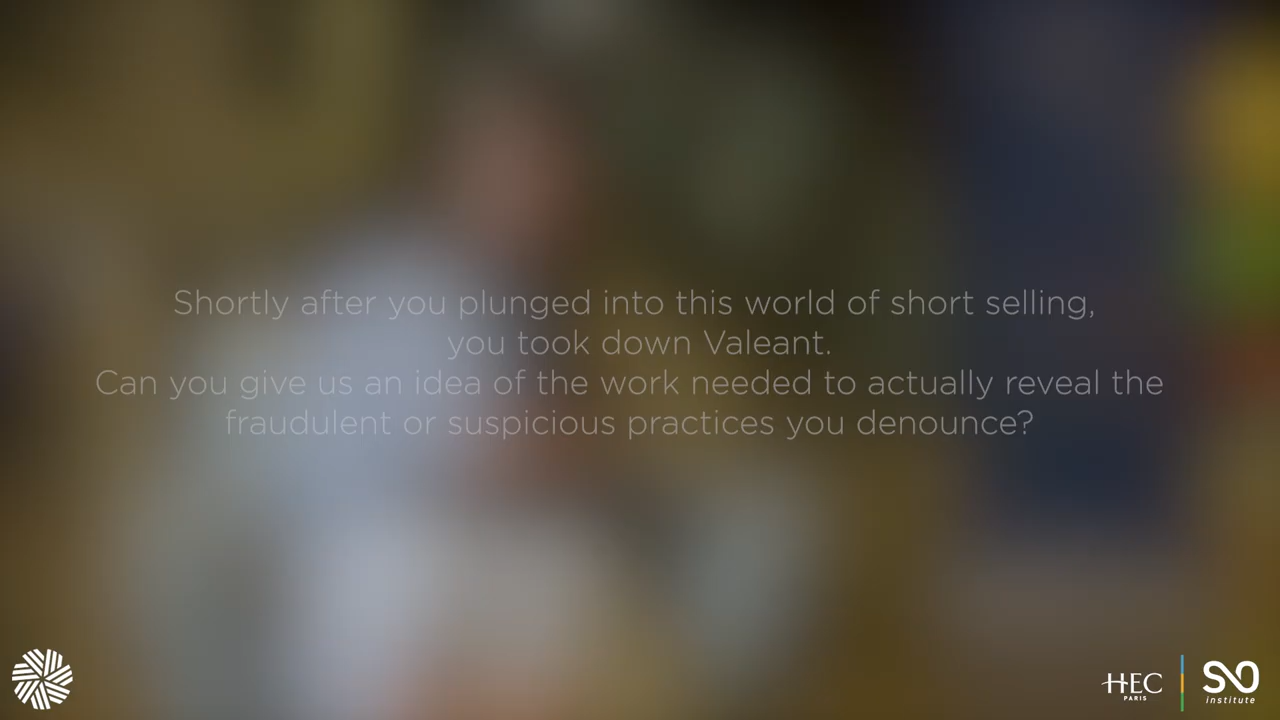 Shortly after you plunged into this world of short selling,
you took down Valeant.
Can you give us an idea of the work needed to actually reveal the
fraudulent or suspicious practices you denounce?
HEC
PARIS
SO
institute